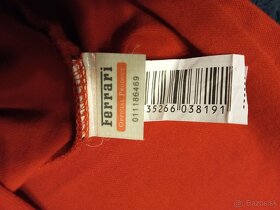 Ferrari
OFFICIAL PRODUCT
011186469
35266 038191
bazos.sk